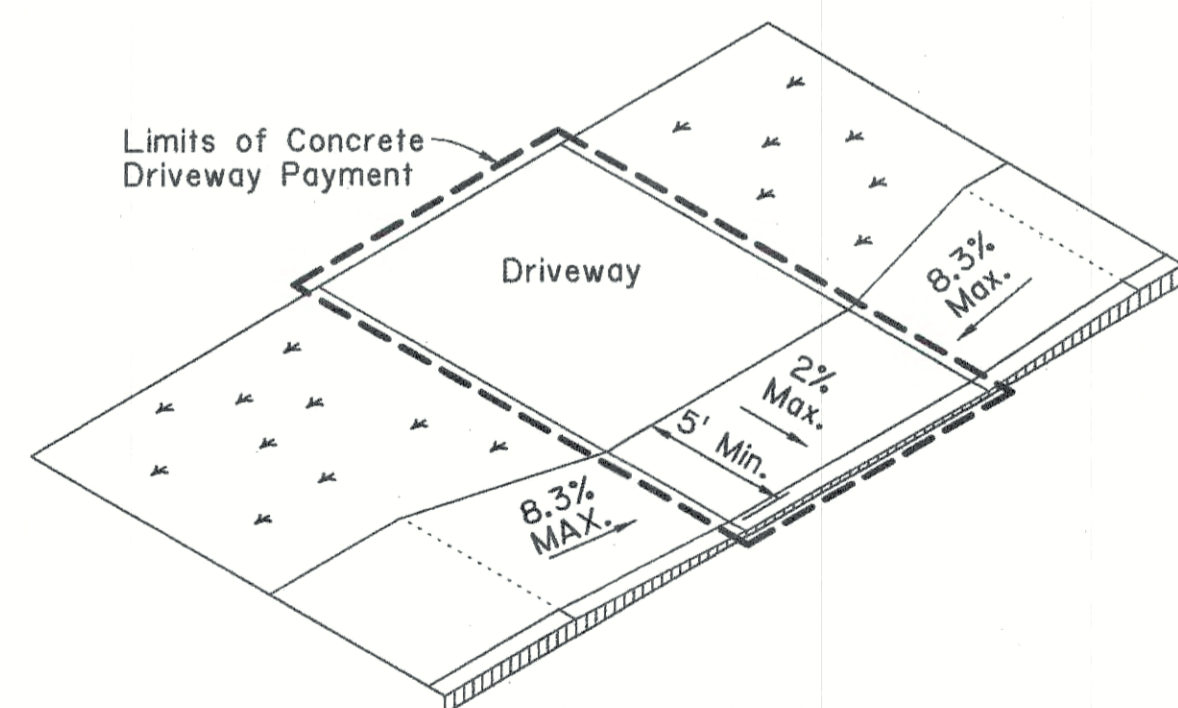 Limits of Concrete
Driveway Payment
Driveway
8.3%
Max.
2%
Max.
5' Min.
8.3%
MAX.